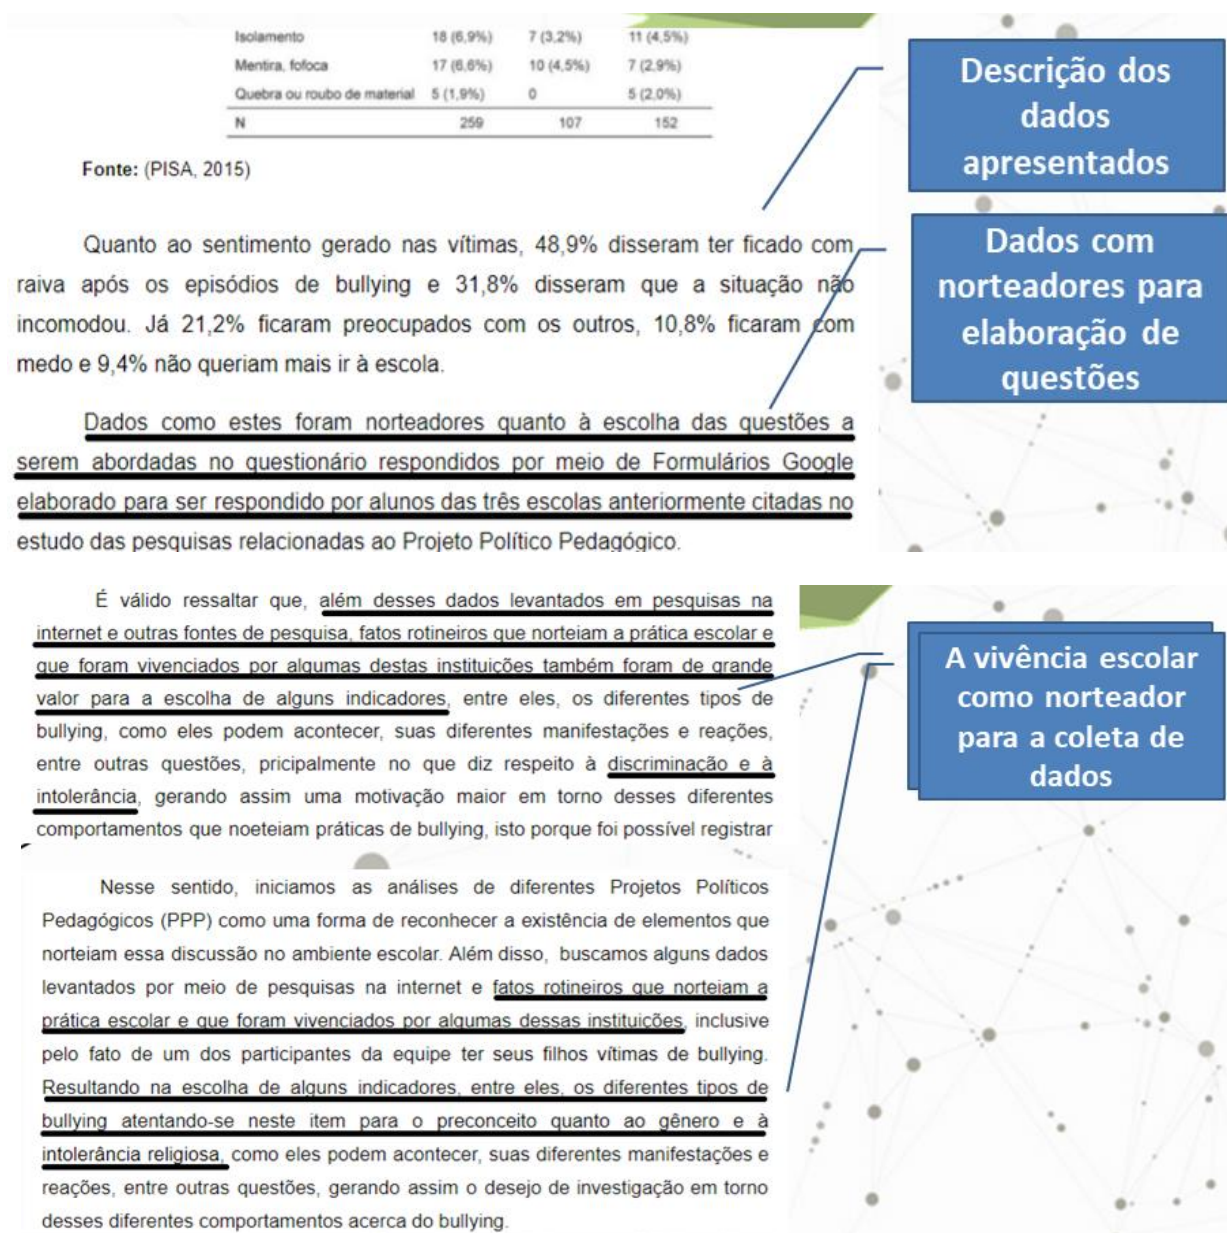 Isolamento 18 (6,9%) 7 (3,2%) 11 (4,5%)
Mentira, fofoca 17 (6,6%) 10 (4,5%) 7 (2,9%)
Quebra ou roubo de material 5 (1,9%) 0 5 (2,0%)
N 259 107 152
Fonte: (PISA, 2015)
Quanto ao sentimento gerado nas vítimas, 48,9% disseram ter ficado com
raiva após os episódios de bullying e 31,8% disseram que a situação não
incomodou. Já 21,2% ficaram preocupados com os outros, 10,8% ficaram com
medo e 9,4% não queriam mais ir à escola.
Dados como estes foram norteadores quanto à escolha das questões a
serem abordadas no questionário respondidos por meio de Formulários Google
elaborado para ser respondido por alunos das três escolas anteriormente citadas no
estudo das pesquisas relacionadas ao Projeto Político Pedagógico.
Descrição dos
dados
apresentados
Dados com
norteadores para
elaboração de
questões
É válido ressaltar que, além desses dados levantados em pesquisas na
internet e outras fontes de pesquisa, fatos rotineiros que norteiam a prática escolar e
que foram vivenciados por algumas destas instituições também foram de grande
valor para a escolha de alguns indicadores, entre eles, os diferentes tipos de
bullying, como eles podem acontecer, suas diferentes manifestações e reações,
entre outras questões, pricipalmente no que diz respeito à discriminação e à
intolerância, gerando assim uma motivação maior em torno desses diferentes
comportamentos que noeteiam práticas de bullying, isto porque foi possível registrar
Nesse sentido, iniciamos as análises de diferentes Projetos Políticos
Pedagógicos (PPP) como uma forma de reconhecer a existência de elementos que
norteiam essa discussão no ambiente escolar. Além disso, buscamos alguns dados
levantados por meio de pesquisas na internet e fatos rotineiros que norteiam a
prática escolar e que foram vivenciados por algumas dessas instituições, inclusive
pelo fato de um dos participantes da equipe ter seus filhos vítimas de bullying.
Resultando na escolha de alguns indicadores, entre eles, os diferentes tipos de
bullying atentando-se neste item para o preconceito quanto ao gênero e à
intolerância religiosa, como eles podem acontecer, suas diferentes manifestações e
reações, entre outras questões, gerando assim o desejo de investigação em torno
desses diferentes comportamentos acerca do bullying.
A vivência escolar
como norteador
para a coleta de
dados